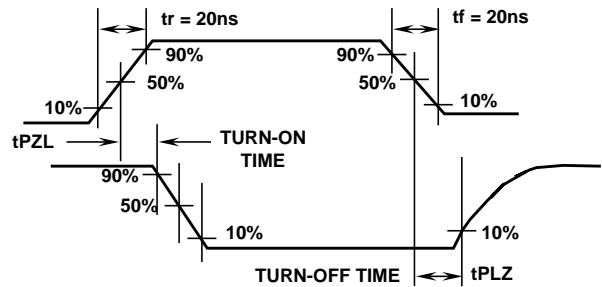 tr = 20ns
tf = 20ns
90%
90%
50%
50%
10%
10%
tPZL
TURN-ON
TIME
90%
50%
10%
10%
TURN-OFF TIME
tPLZ